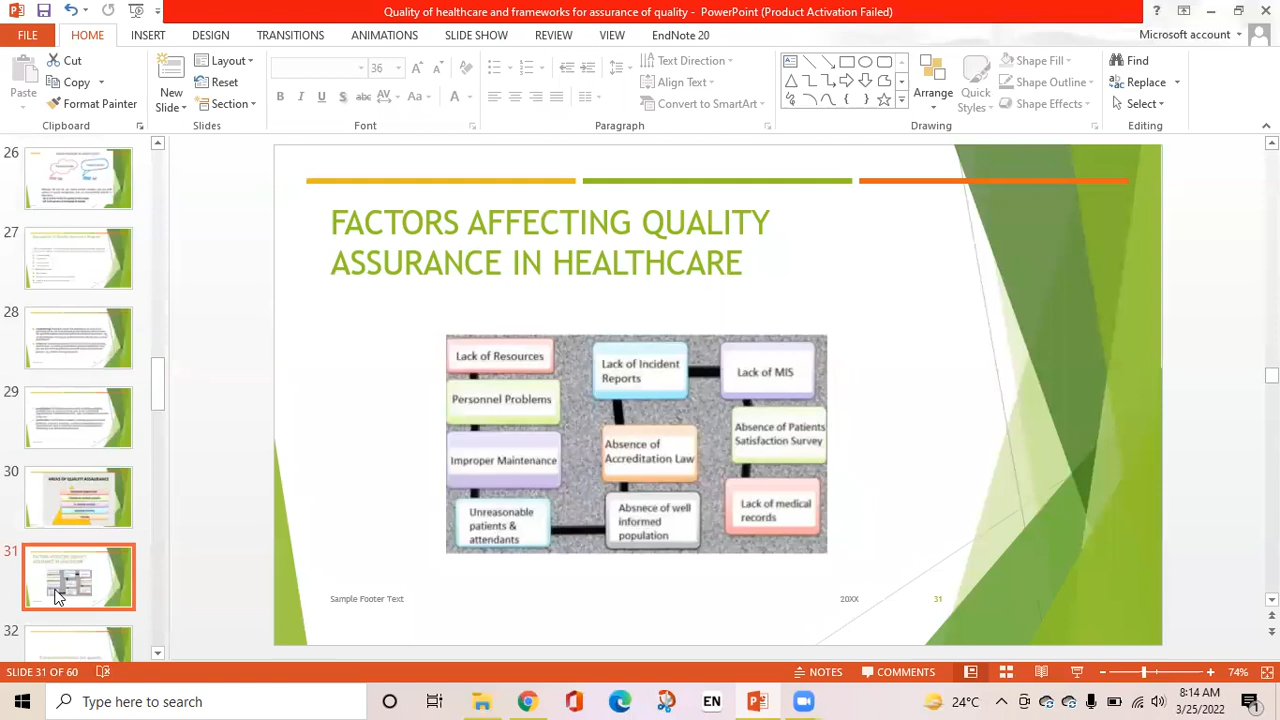 Quality of healthcare and frameworks for assurance of quality - PowerPoint (Product Activation Failed)
FILE HOME INSERT DESIGN TRANSITIONS ANIMATIONS SLIDE SHOW REVIEW VIEW EndNote 20 Microsoft account
Paste
Cut
Copy
Format Painter
Clipboard
New Slide
Layout
Reset
Section
Slides
36
B I U S abc AV Aa A
Font
Text Direction
Align Text
Convert to SmartArt
Paragraph
Arrange
Quick Styles
Shape Fill
Shape Outline
Shape Effects
Drawing
Find
Replace
Select
Editing
26
27
28
29
30
31
32
FACTORS AFFECTING QUALITY
ASSURANCE IN HEALTHCARE
Lack of Resources
Personnel Problems
Improper Maintenance
Unreasonable
patients &
attendants
Lack of Incident
Reports
Absence of
Accreditation Law
Absnece of well
informed
population
Lack of MIS
Absence of Patients
Satisfaction Survey
Lack of medical
records
Sample Footer Text 20XX 31
SLIDE 31 OF 60 NOTES COMMENTS 74%
Type here to search
EN
24°C
8:14 AM
3/25/2022
1